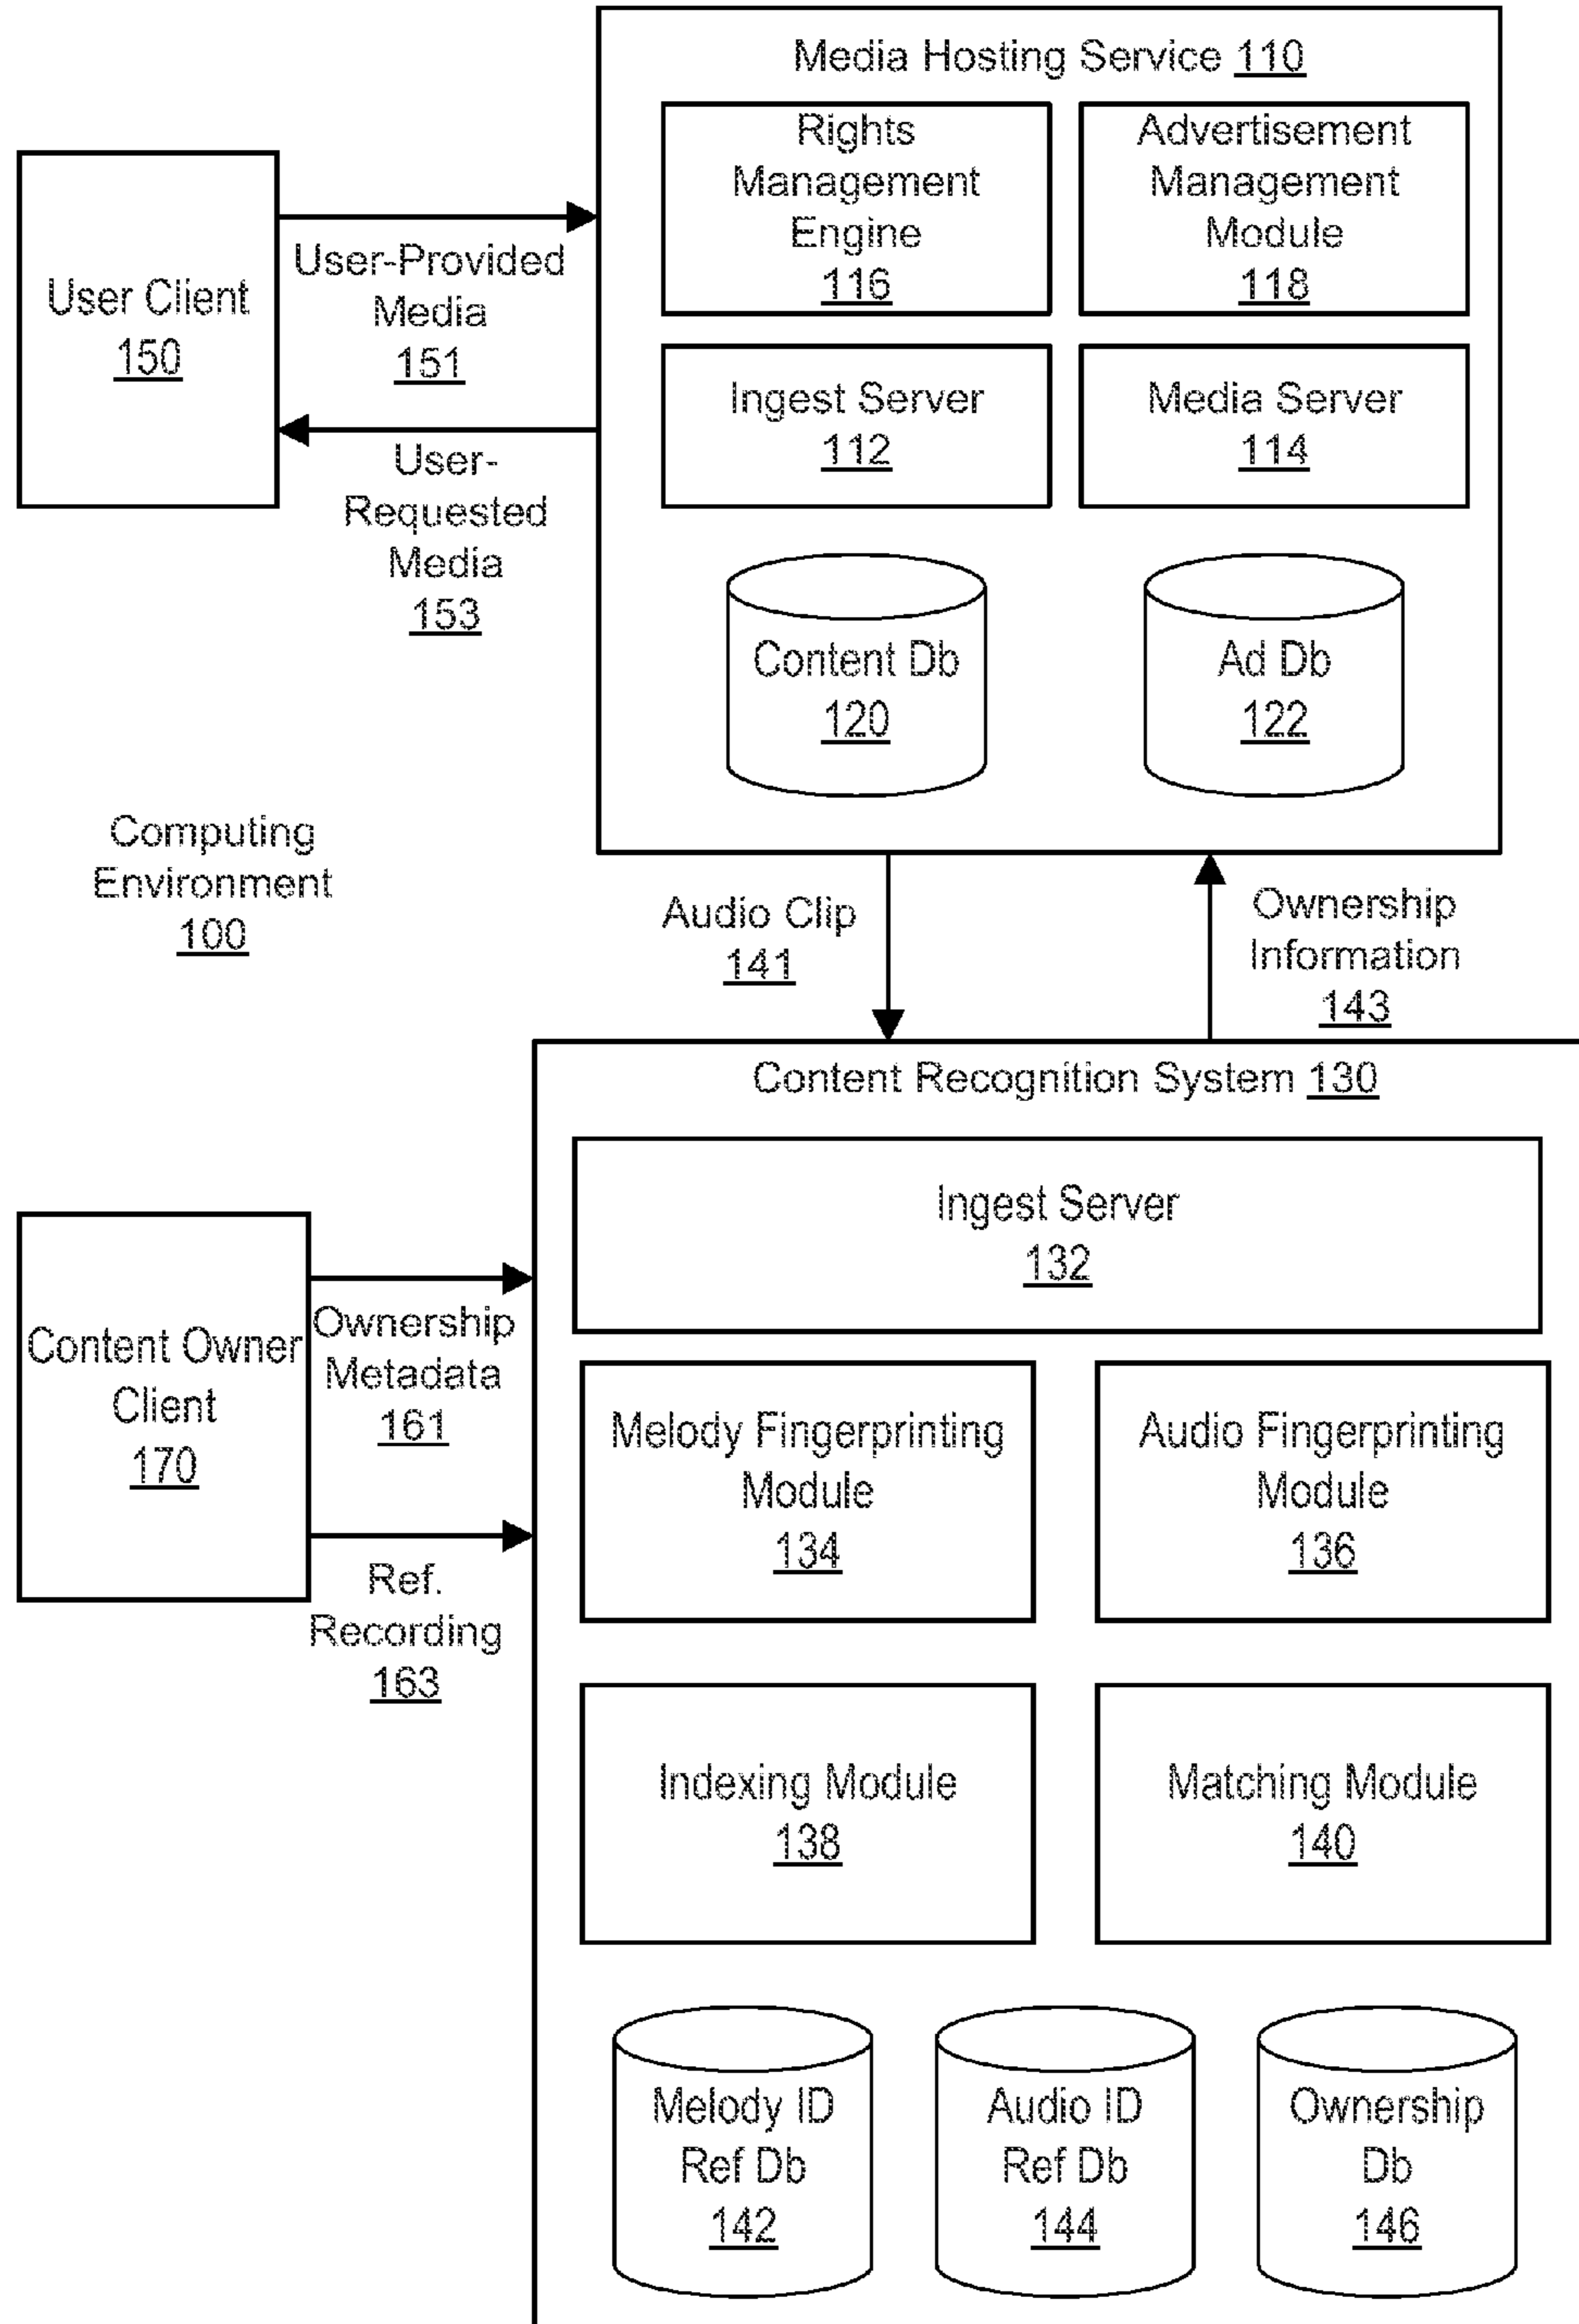 Media Hosting Service 110
Rights
Management
Engine
116
Advertisement
Management
Module
118
User Client
150
User-Provided
Media
151
Ingest Server
112
Media Server
114
User-
Requested
Media
153
Content Db
120
Ad Db
122
Computing
Environment
100
Audio Clip
141
Ownership
Information
143
Content Recognition System 130
Ingest Server
132
Content Owner
Client
170
Ownership
Metadata
161
Ref.
Recording
163
Melody Fingerprinting
Module
134
Audio Fingerprinting
Module
136
Indexing Module
138
Matching Module
140
Melody ID
Ref Db
142
Audio ID
Ref Db
144
Ownership
Db
146